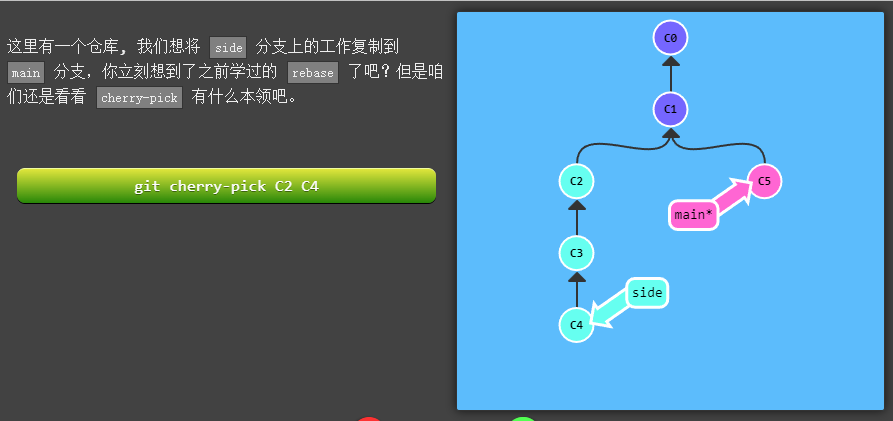 这里有一个仓库, 我们想将 side 分支上的工作复制到
main 分支，你立刻想到了之前学过的 rebase 了吧？但是咱
们还是看看 cherry-pick 有什么本领吧。
git cherry-pick C2 C4
C0
C1
C2
C5
main*
C3
side
C4